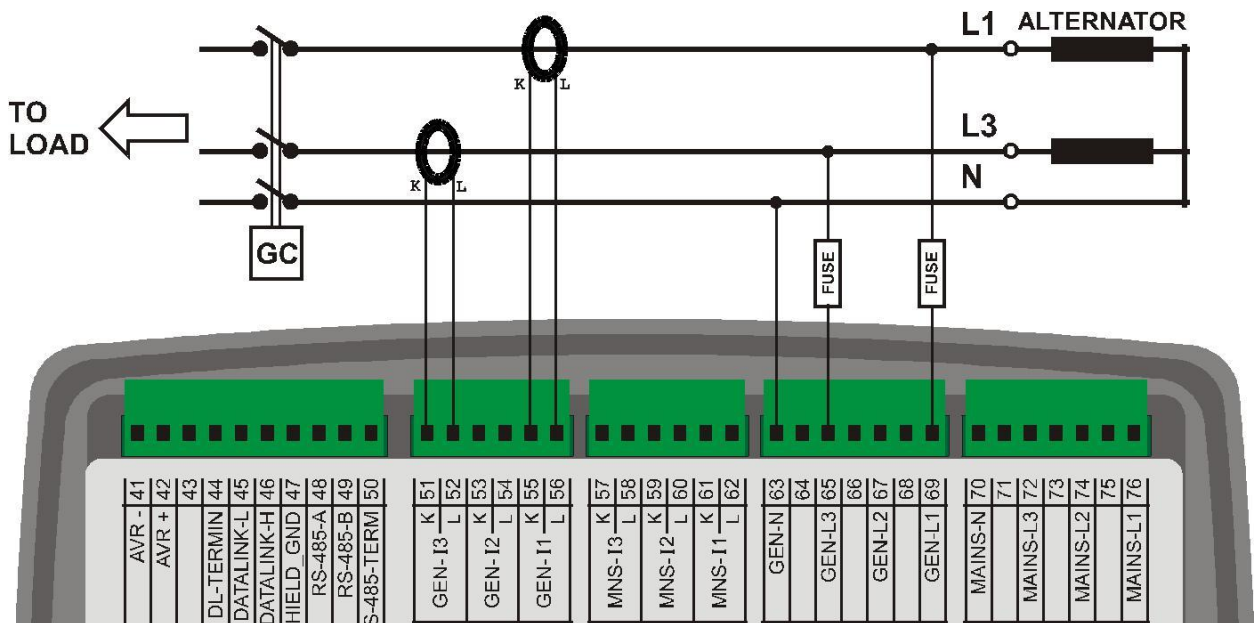 L1 ALTERNATOR
K L
TO
LOAD
L3
K L
N
GC
FUSE
FUSE
41 AVR -
42 AVR +
43
44 DL-TERMIN
45 DATALINK-L
46 DATALINK-H
47 HIELD_GND
48 RS-485-A
49 RS-485-B
50 S-485-TERM
51 K
52 L
GEN-I3
53 K
54 L
GEN-I2
55 K
56 L
GEN-I1
57 K
58 L
MNS-I3
59 K
60 L
MNS-I2
61 K
62 L
MNS-I1
63 GEN-N
64
65 GEN-L3
66
67 GEN-L2
68
69 GEN-L1
70 MAINS-N
71
72 MAINS-L3
73
74 MAINS-L2
75
76 MAINS-L1